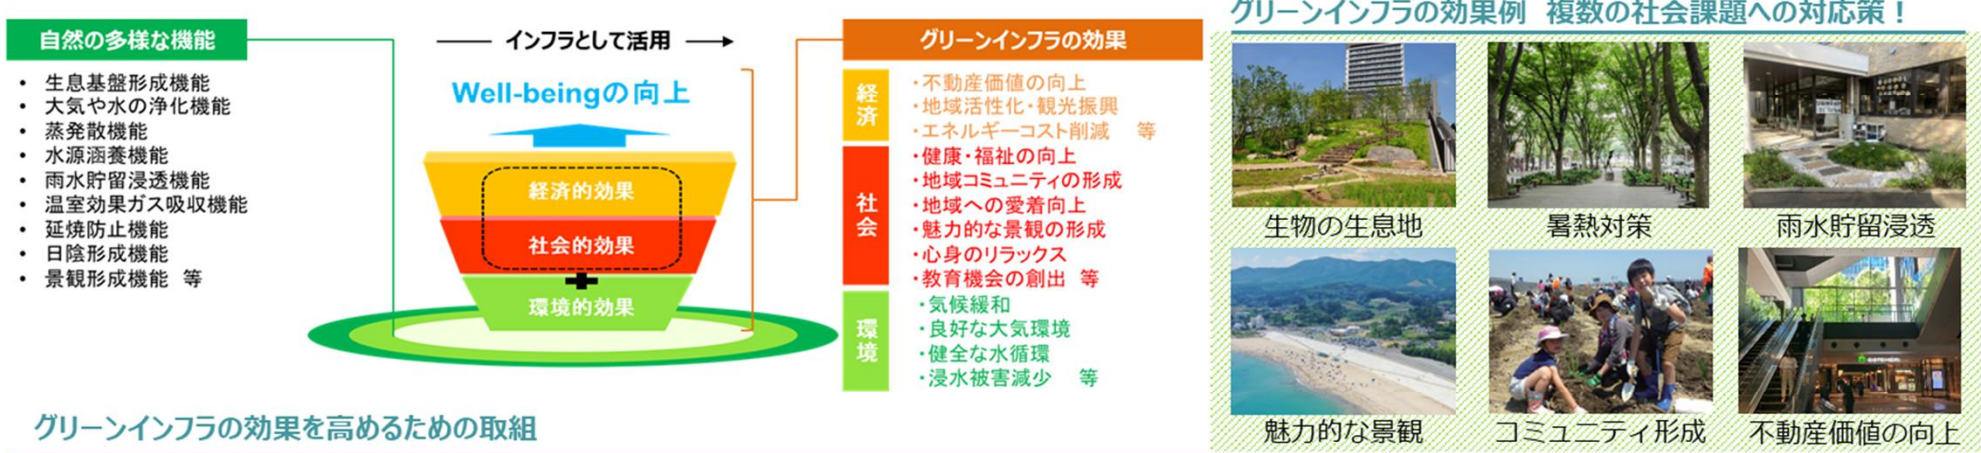 自然の多様な機能
• 生息基盤形成機能
• 大気や水の浄化機能
• 蒸発散機能
• 水源涵養機能
• 雨水貯留浸透機能
• 温室効果ガス吸収機能
• 延焼防止機能
• 日陰形成機能
• 景観形成機能 等
インフラとして活用
Well-beingの向上
経済的効果
社会的効果
+
環境的効果
グリーンインフラの効果
経済
・不動産価値の向上
・地域活性化・観光振興
・エネルギーコスト削減 等
社会
・健康・福祉の向上
・地域コミュニティの形成
・地域への愛着向上
・魅力的な景観の形成
・心身のリラックス
・教育機会の創出 等
環境
・気候緩和
・良好な大気環境
・健全な水循環
・浸水被害減少 等
グリーンインフラの効果を高めるための取組
グリーンインフラの効果例 複数の社会課題への対応策！
生物の生息地
暑熱対策
雨水貯留浸透
魅力的な景観
コミュニティ形成
不動産価値の向上